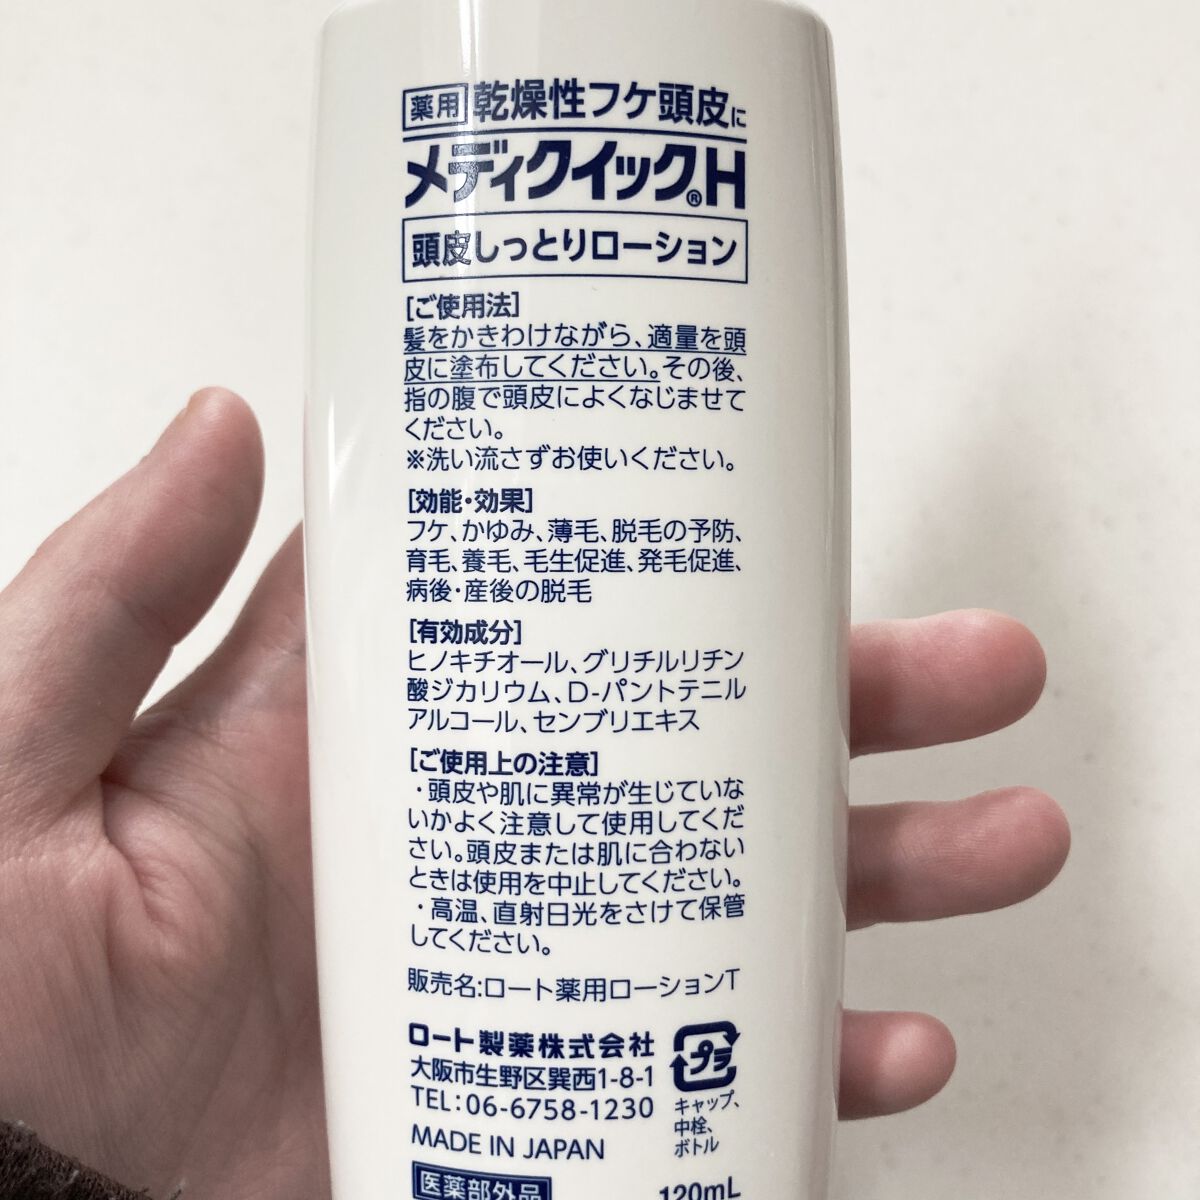 薬用 乾燥性フケ頭皮に
メディクイック®H
頭皮しっとりローション
[ご使用法]
髪をかきわけながら、適量を頭
皮に塗布してください。その後、
指の腹で頭皮によくなじませて
ください。
※洗い流さずお使いください。
[効能・効果]
フケ、かゆみ、薄毛、脱毛の予防、
育毛、養毛、毛生促進、発毛促進、
病後・産後の脱毛
[有効成分]
ヒノキチオール、グリチルリチン
酸ジカリウム、D-パントテニル
アルコール、センブリエキス
[ご使用上の注意]
・頭皮や肌に異常が生じていな
いかよく注意して使用してくだ
さい。頭皮または肌に合わない
ときは使用を中止してください。
・高温、直射日光をさけて保管
してください。
販売名:ロート薬用ローションT
ロート製薬株式会社
大阪市生野区巽西1-8-1
TEL:06-6758-1230
MADE IN JAPAN
プラ
キャップ、
中栓、
ボトル
医薬部外品
120mL